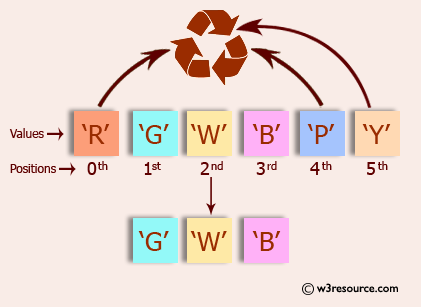 Values 'R' 'G' 'W' 'B' 'P' 'Y'
Positions 0th 1st 2nd 3rd 4th 5th
'G' 'W' 'B'
© w3resource.com